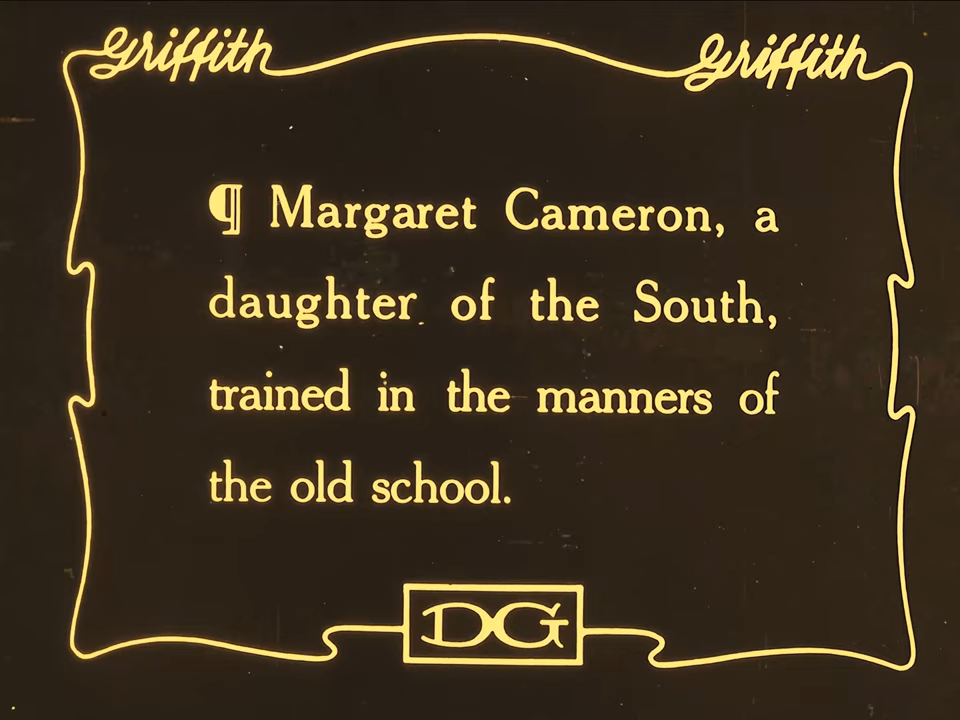 Griffith Griffith
¶ Margaret Cameron, a
daughter of the South,
trained in the manners of
the old school.
DG